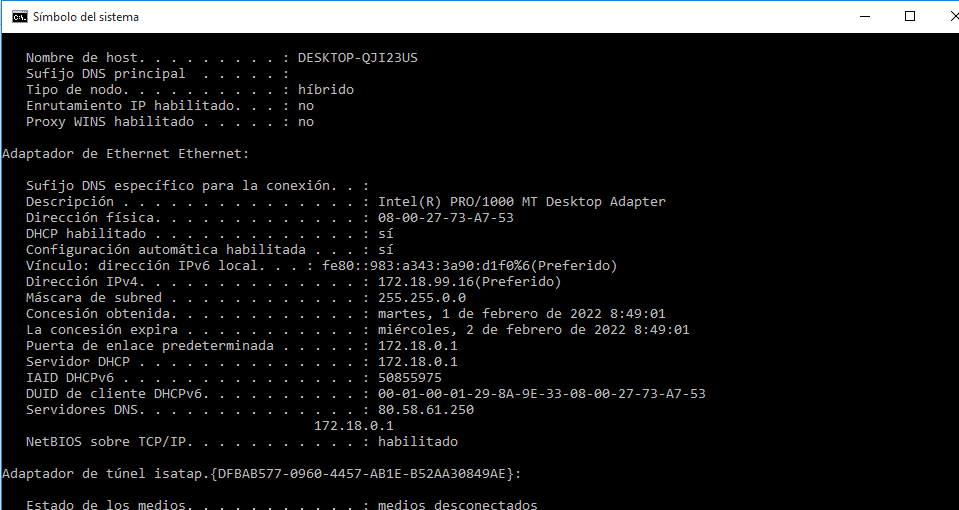 Símbolo del sistema
Nombre de host. . . . . . . . . : DESKTOP-QJI23US
Sufijo DNS principal  . . . . . :
Tipo de nodo. . . . . . . . . . : híbrido
Enrutamiento IP habilitado. . . : no
Proxy WINS habilitado . . . . . : no
Adaptador de Ethernet Ethernet:
Sufijo DNS específico para la conexión. . :
Descripción . . . . . . . . . . . . . . . : Intel(R) PRO/1000 MT Desktop Adapter
Dirección física. . . . . . . . . . . . . : 08-00-27-73-A7-53
DHCP habilitado . . . . . . . . . . . . . : sí
Configuración automática habilitada . . . : sí
Vínculo: dirección IPv6 local. . . : fe80::983:a343:3a90:d1f0%6(Preferido)
Dirección IPv4. . . . . . . . . . . . . . : 172.18.99.16(Preferido)
Máscara de subred . . . . . . . . . . . . : 255.255.0.0
Concesión obtenida. . . . . . . . . . . . : martes, 1 de febrero de 2022 8:49:01
La concesión expira . . . . . . . . . . . : miércoles, 2 de febrero de 2022 8:49:01
Puerta de enlace predeterminada . . . . . : 172.18.0.1
Servidor DHCP . . . . . . . . . . . . . . : 172.18.0.1
IAID DHCPv6 . . . . . . . . . . . . . . . : 50855975
DUID de cliente DHCPv6. . . . . . . . . . : 00-01-00-01-29-8A-9E-33-08-00-27-73-A7-53
Servidores DNS. . . . . . . . . . . . . . : 80.58.61.250
172.18.0.1
NetBIOS sobre TCP/IP. . . . . . . . . . . : habilitado
Adaptador de túnel isatap.{DFBAB577-0960-4457-AB1E-B52AA30849AE}:
Estado de los medios. . . . . . . . . . . : medios desconectados